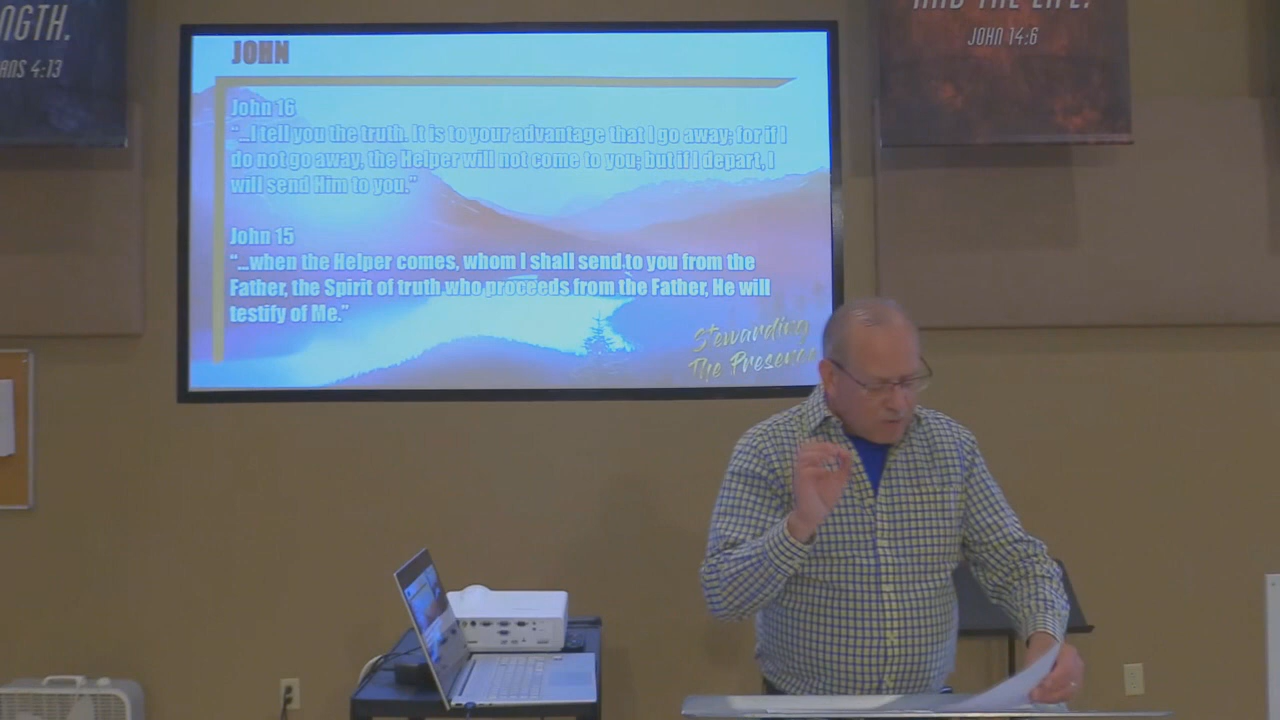 NGTH.
ANS 4:13
AND THE LIFE.
JOHN 14:6
JOHN
John 16
“...I tell you the truth. It is to your advantage that I go away; for if I
do not go away, the Helper will not come to you; but if I depart, I
will send Him to you.”
John 15
“...when the Helper comes, whom I shall send to you from the
Father, the Spirit of truth who proceeds from the Father, He will
testify of Me.”
Stewarding
The Presence